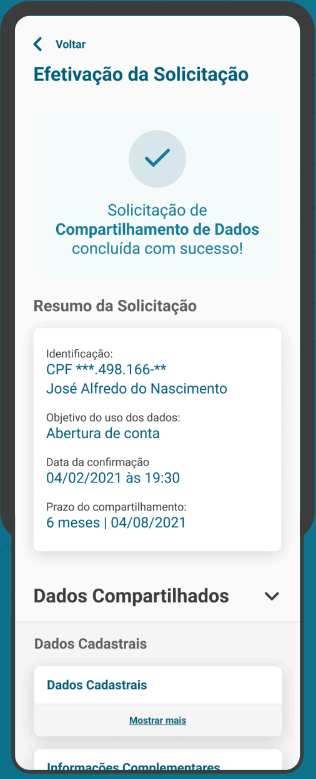 Voltar
Efetivação da Solicitação
Solicitação de
Compartilhamento de Dados
concluída com sucesso!
Resumo da Solicitação
Identificação:
CPF ***.498.166-**
José Alfredo do Nascimento
Objetivo do uso dos dados:
Abertura de conta
Data da confirmação
04/02/2021 às 19:30
Prazo do compartilhamento:
6 meses | 04/08/2021
Dados Compartilhados
Dados Cadastrais
Dados Cadastrais
Mostrar mais
Informações Complementares